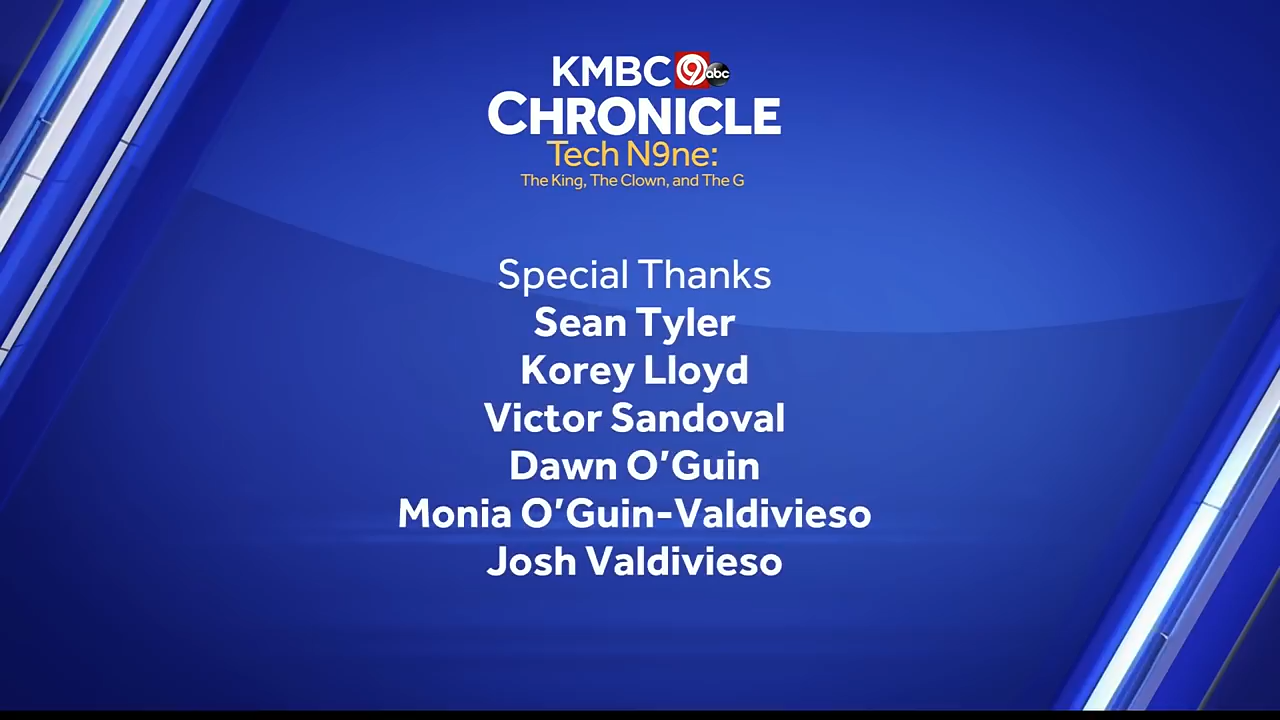 KMBC 9 abc
CHRONICLE
Tech N9ne:
The King, The Clown, and The G
Special Thanks
Sean Tyler
Korey Lloyd
Victor Sandoval
Dawn O'Guin
Monia O'Guin-Valdivieso
Josh Valdivieso